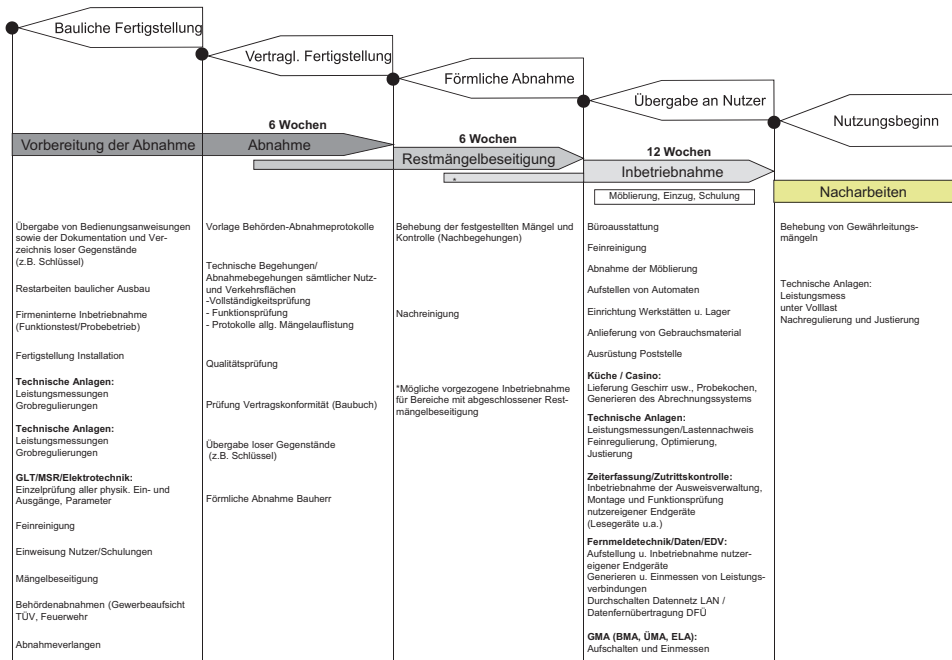 Bauliche Fertigstellung
Vertragl. Fertigstellung
Förmliche Abnahme
Übergabe an Nutzer
Nutzungsbeginn
6 Wochen
6 Wochen
12 Wochen
Vorbereitung der Abnahme
Abnahme
Restmängelbeseitigung
*
Inbetriebnahme
Möblierung, Einzug, Schulung
Nacharbeiten
Übergabe von Bedienungsanweisungen
sowie der Dokumentation und Ver-
zeichnis loser Gegenstände
(z.B. Schlüssel)
Restarbeiten baulicher Ausbau
Firmeninterne Inbetriebnahme
(Funktionstest/Probebetrieb)
Fertigstellung Installation
Technische Anlagen:
Leistungsmessungen
Grobregulierungen
Technische Anlagen:
Leistungsmessungen
Grobregulierungen
GLT/MSR/Elektrotechnik:
Einzelprüfung aller physik. Ein- und
Ausgänge, Parameter
Feinreinigung
Einweisung Nutzer/Schulungen
Mängelbeseitigung
Behördenabnahmen (Gewerbeaufsicht
TÜV, Feuerwehr
Abnahmeverlangen
Vorlage Behörden-Abnahmeprotokolle
Technische Begehungen/
Abnahmebegehungen sämtlicher Nutz-
und Verkehrsflächen
-Vollständigkeitsprüfung
- Funktionsprüfung
- Protokolle allg. Mängelauflistung
Qualitätsprüfung
Prüfung Vertragskonformität (Baubuch)
Übergabe loser Gegenstände
(z.B. Schlüssel)
Förmliche Abnahme Bauherr
Behebung der festgestellten Mängel und
Kontrolle (Nachbegehungen)
Nachreinigung
*Mögliche vorgezogene Inbetriebnahme
für Bereiche mit abgeschlossener Rest-
mängelbeseitigung
Büroausstattung
Feinreinigung
Abnahme der Möblierung
Aufstellen von Automaten
Einrichtung Werkstätten u. Lager
Anlieferung von Gebrauchsmaterial
Ausrüstung Poststelle
Küche / Casino:
Lieferung Geschirr usw., Probekochen,
Generieren des Abrechnungssystems
Technische Anlagen:
Leistungsmessungen/Lastennachweis
Feinregulierung, Optimierung,
Justierung
Zeiterfassung/Zutrittskontrolle:
Inbetriebnahme der Ausweisverwaltung,
Montage und Funktionsprüfung
nutzereigener Endgeräte
(Lesegeräte u.a.)
Fernmeldetechnik/Daten/EDV:
Aufstellung u. Inbetriebnahme nutzer-
eigener Endgeräte
Generieren u. Einmessen von Leistungs-
verbindungen
Durchschalten Datennetz LAN /
Datenfernübertragung DFÜ
GMA (BMA, ÜMA, ELA):
Aufschalten und Einmessen
Behebung von Gewährleitungs-
mängeln
Technische Anlagen:
Leistungsmess
unter Volllast
Nachregulierung und Justierung